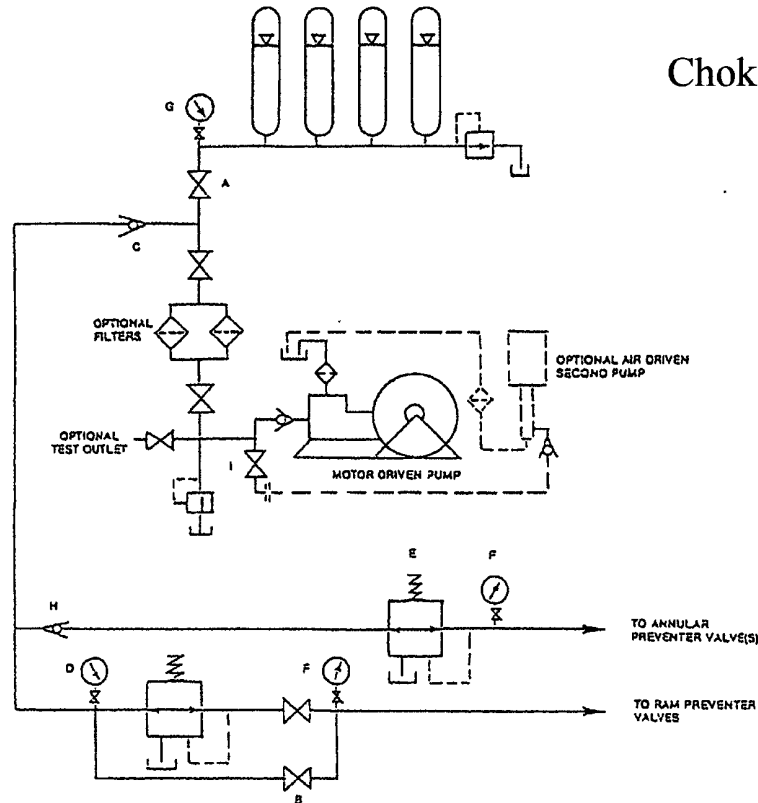 Chok
G
A
C
OPTIONAL
FILTERS
OPTIONAL AIR DRIVEN
SECOND PUMP
OPTIONAL
TEST OUTLET
I
MOTOR DRIVEN PUMP
E
F
H
TO ANNULAR
PREVENTER VALVE(S)
D
F
TO RAM PREVENTER
VALVES
B